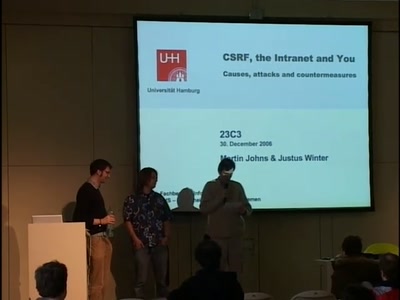 UH
CSRF, the Intranet and You
Causes, attacks and countermeasures
Universität Hamburg
23C3
30. December 2006
Martin Johns & Justus Winter
Fachbe